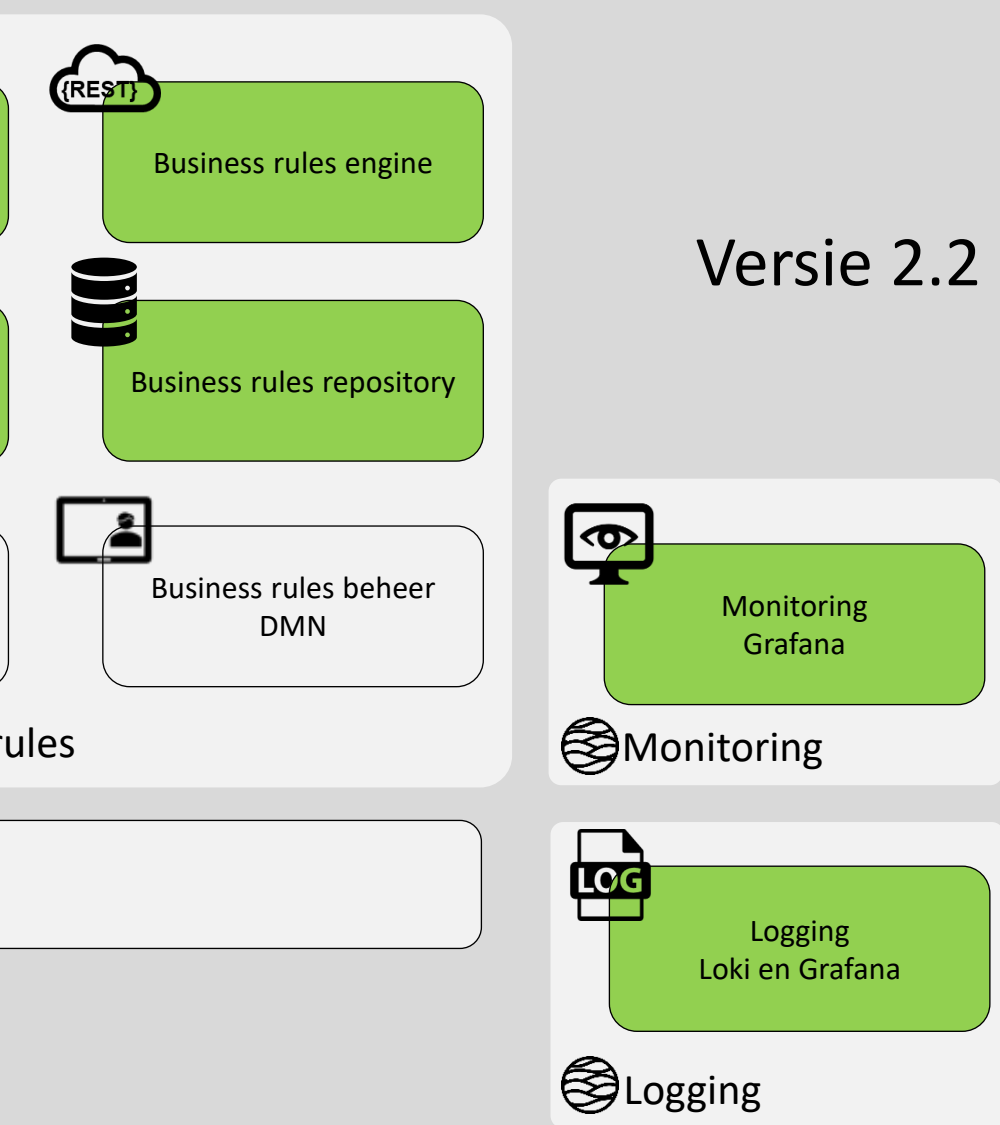 {REST}
Business rules engine
Versie 2.2
Business rules repository
Business rules beheer
DMN
rules
Monitoring
Grafana
Monitoring
LOG
Logging
Loki en Grafana
Logging